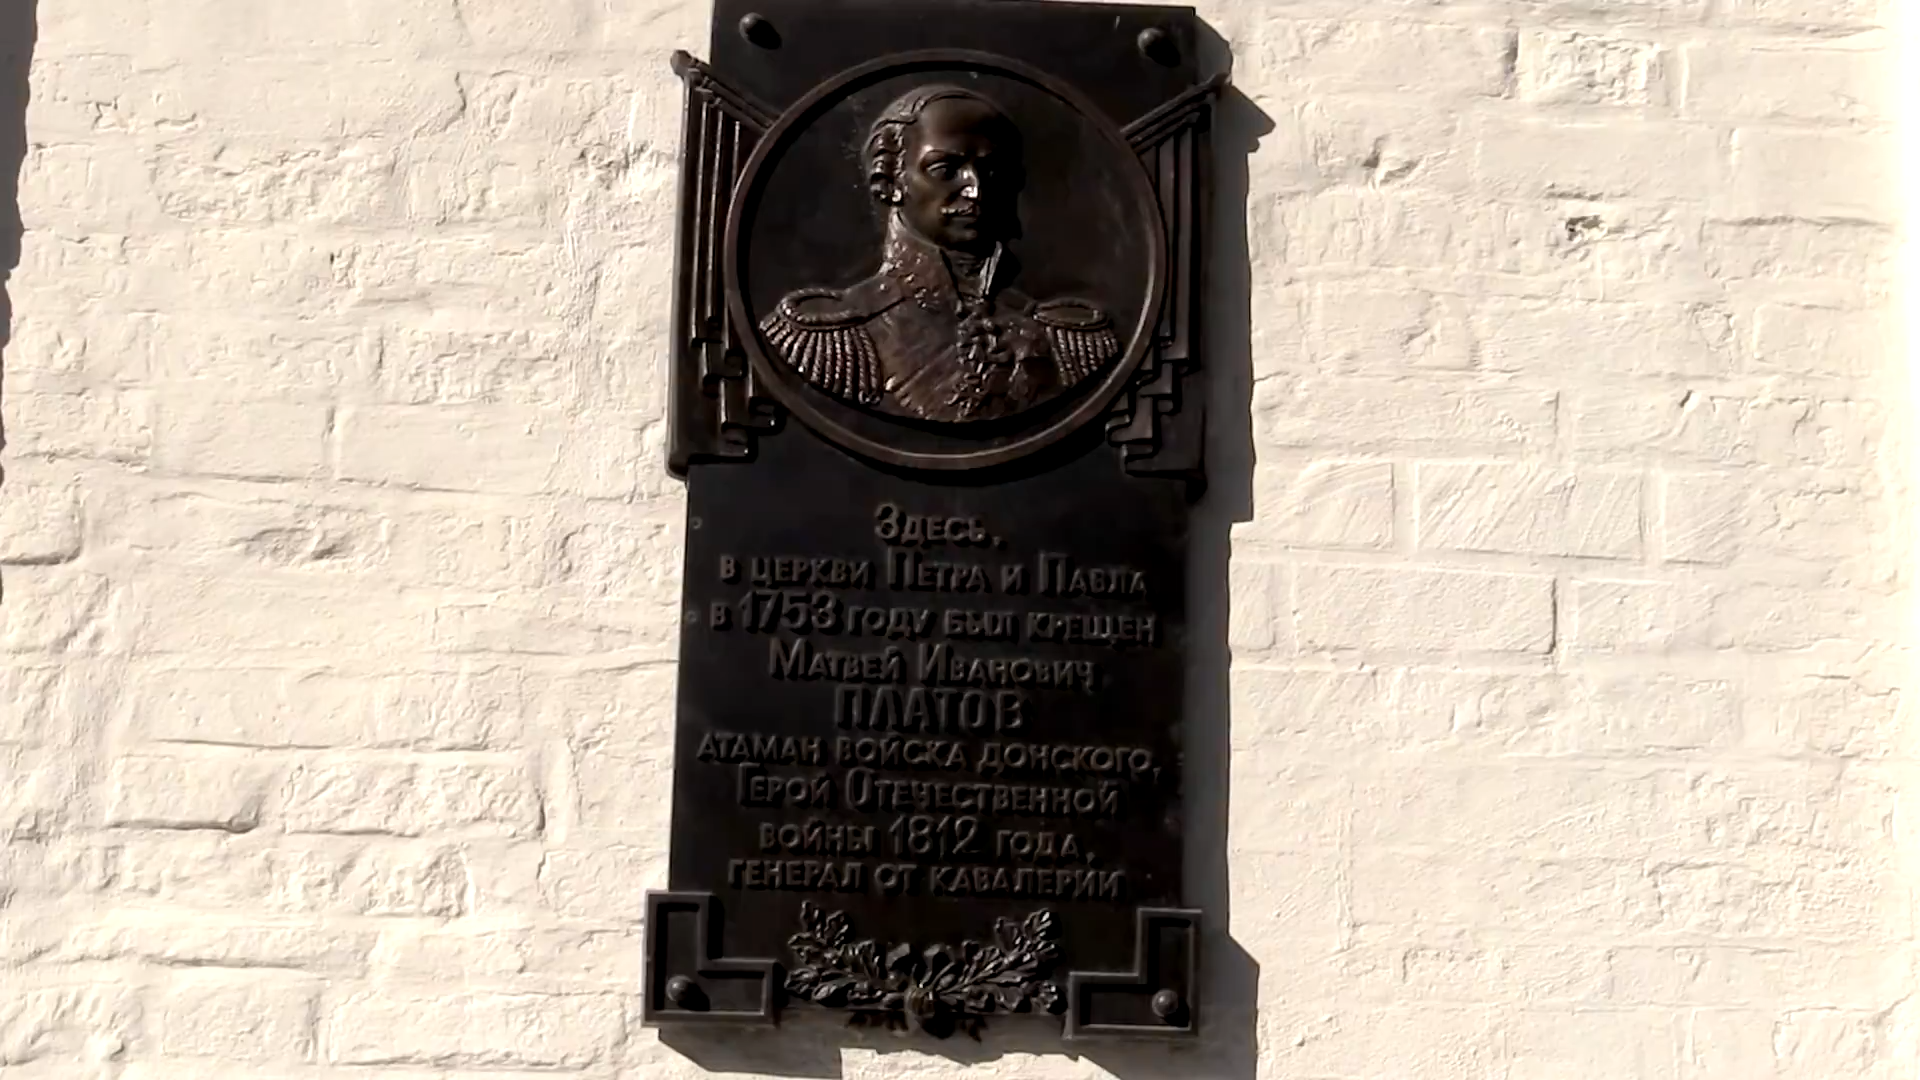 Здесь,
в церкви Петра и Павла
в 1753 году был крещен
Матвей Иванович
ПЛАТОВ
атаман войска донского,
Герой Отечественной
войны 1812 года,
генерал от кавалерии